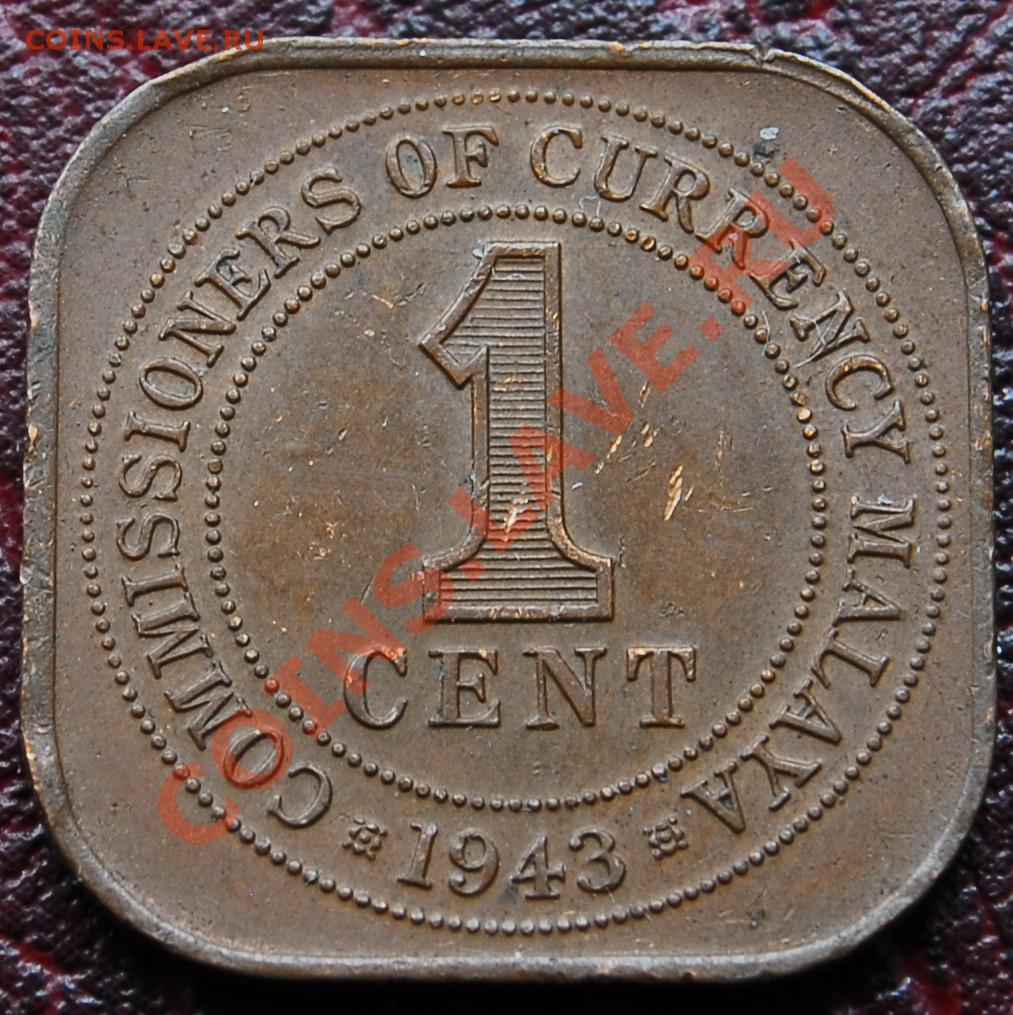 COINS.LAVE.RU
COMMISSIONERS OF CURRENCY MALAYA
1
CENT
1943
COINS.LAVE.RU